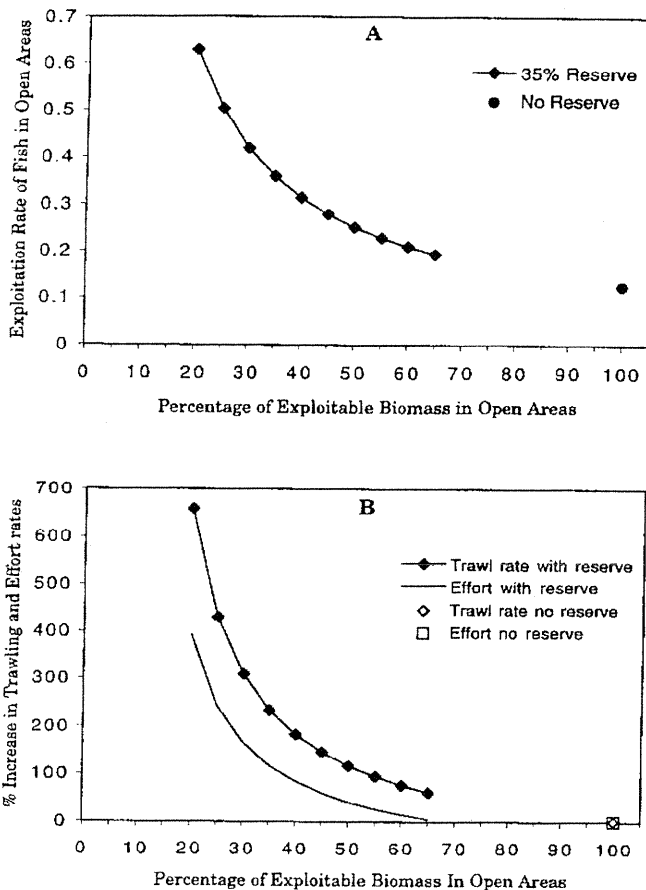 A
0.7
0.6
0.5
0.4
0.3
0.2
0.1
0
Exploitation Rate of Fish in Open Areas
35% Reserve
No Reserve
0 10 20 30 40 50 60 70 80 90 100
Percentage of Exploitable Biomass in Open Areas
B
700
600
500
400
300
200
100
0
% Increase in Trawling and Effort rates
Trawl rate with reserve
Effort with reserve
Trawl rate no reserve
Effort no reserve
0 10 20 30 40 50 60 70 80 90 100
Percentage of Exploitable Biomass In Open Areas